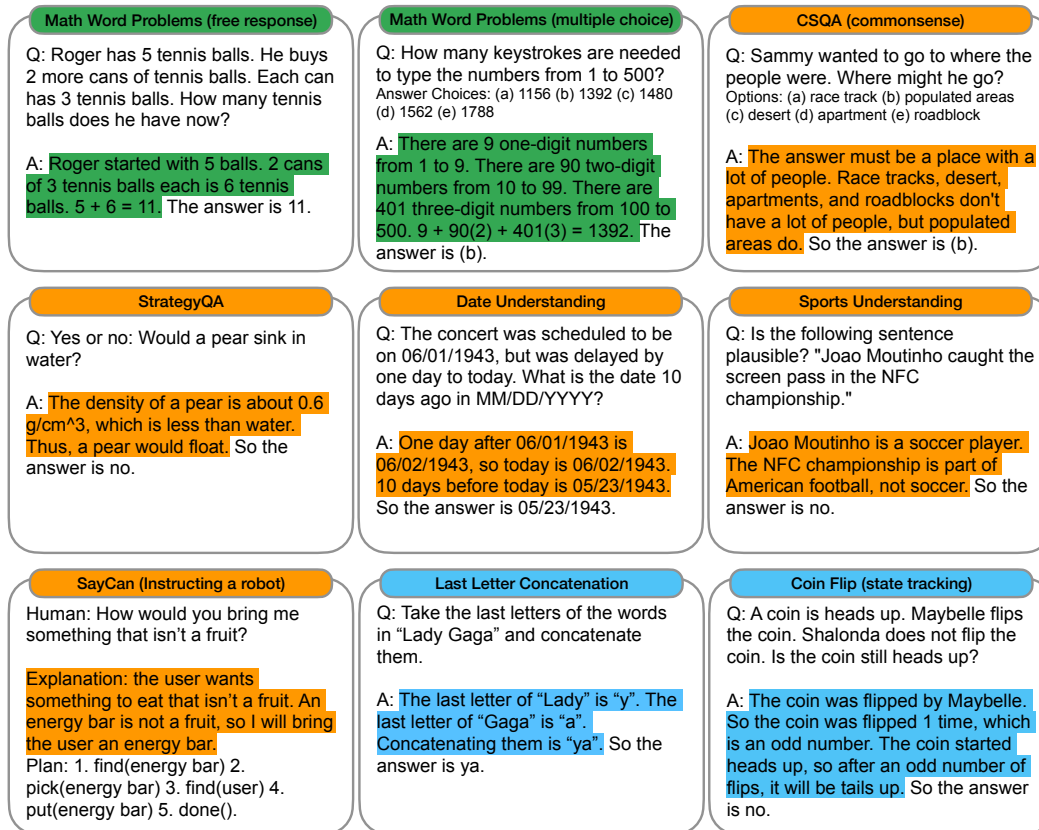 Math Word Problems (free response)
Q: Roger has 5 tennis balls. He buys
2 more cans of tennis balls. Each can
has 3 tennis balls. How many tennis
balls does he have now?
A: Roger started with 5 balls. 2 cans
of 3 tennis balls each is 6 tennis
balls. 5 + 6 = 11. The answer is 11.
Math Word Problems (multiple choice)
Q: How many keystrokes are needed
to type the numbers from 1 to 500?
Answer Choices: (a) 1156 (b) 1392 (c) 1480
(d) 1562 (e) 1788
A: There are 9 one-digit numbers
from 1 to 9. There are 90 two-digit
numbers from 10 to 99. There are
401 three-digit numbers from 100 to
500. 9 + 90(2) + 401(3) = 1392. The
answer is (b).
CSQA (commonsense)
Q: Sammy wanted to go to where the
people were. Where might he go?
Options: (a) race track (b) populated areas
(c) desert (d) apartment (e) roadblock
A: The answer must be a place with a
lot of people. Race tracks, desert,
apartments, and roadblocks don't
have a lot of people, but populated
areas do. So the answer is (b).
StrategyQA
Q: Yes or no: Would a pear sink in
water?
A: The density of a pear is about 0.6
g/cm^3, which is less than water.
Thus, a pear would float. So the
answer is no.
Date Understanding
Q: The concert was scheduled to be
on 06/01/1943, but was delayed by
one day to today. What is the date 10
days ago in MM/DD/YYYY?
A: One day after 06/01/1943 is
06/02/1943, so today is 06/02/1943.
10 days before today is 05/23/1943.
So the answer is 05/23/1943.
Sports Understanding
Q: Is the following sentence
plausible? "Joao Moutinho caught the
screen pass in the NFC
championship."
A: Joao Moutinho is a soccer player.
The NFC championship is part of
American football, not soccer. So the
answer is no.
SayCan (Instructing a robot)
Human: How would you bring me
something that isn’t a fruit?
Explanation: the user wants
something to eat that isn’t a fruit. An
energy bar is not a fruit, so I will bring
the user an energy bar.
Plan: 1. find(energy bar) 2.
pick(energy bar) 3. find(user) 4.
put(energy bar) 5. done().
Last Letter Concatenation
Q: Take the last letters of the words
in “Lady Gaga” and concatenate
them.
A: The last letter of “Lady” is “y”. The
last letter of “Gaga” is “a”.
Concatenating them is “ya”. So the
answer is ya.
Coin Flip (state tracking)
Q: A coin is heads up. Maybelle flips
the coin. Shalonda does not flip the
coin. Is the coin still heads up?
A: The coin was flipped by Maybelle.
So the coin was flipped 1 time, which
is an odd number. The coin started
heads up, so after an odd number of
flips, it will be tails up. So the answer
is no.